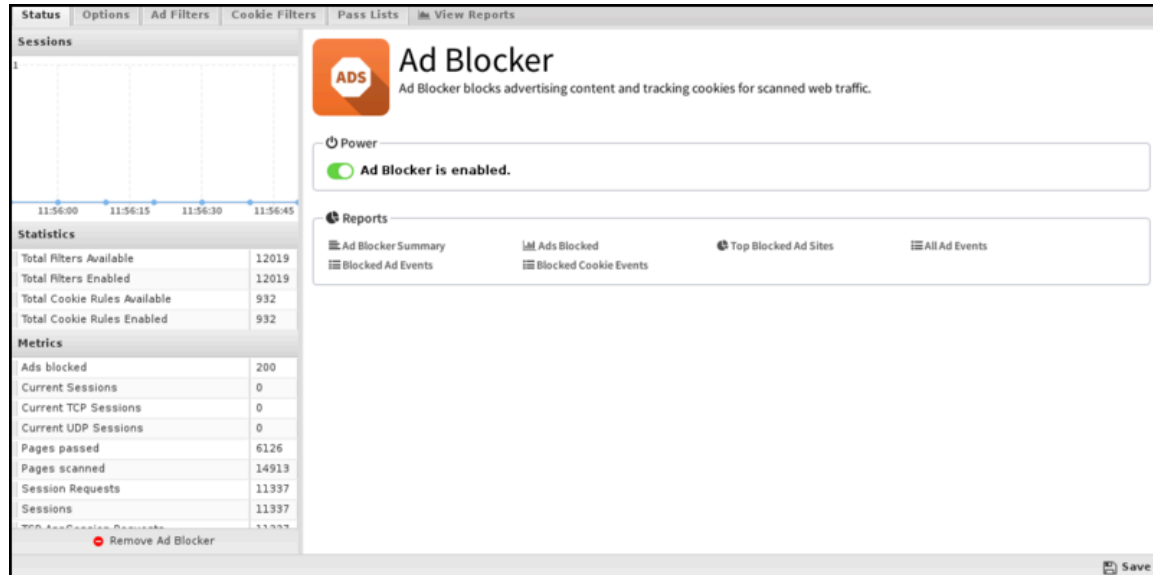 Status Options Ad Filters Cookie Filters Pass Lists View Reports
Sessions
1
11:56:00 11:56:15 11:56:30 11:56:45
Statistics
Total Filters Available 12019
Total Filters Enabled 12019
Total Cookie Rules Available 932
Total Cookie Rules Enabled 932
Metrics
Ads blocked 200
Current Sessions 0
Current TCP Sessions 0
Current UDP Sessions 0
Pages passed 6126
Pages scanned 14913
Session Requests 11337
Sessions 11337
Remove Ad Blocker
ADS
Ad Blocker
Ad Blocker blocks advertising content and tracking cookies for scanned web traffic.
Power
Ad Blocker is enabled.
Reports
Ad Blocker Summary Ads Blocked Top Blocked Ad Sites All Ad Events
Blocked Ad Events Blocked Cookie Events
Save